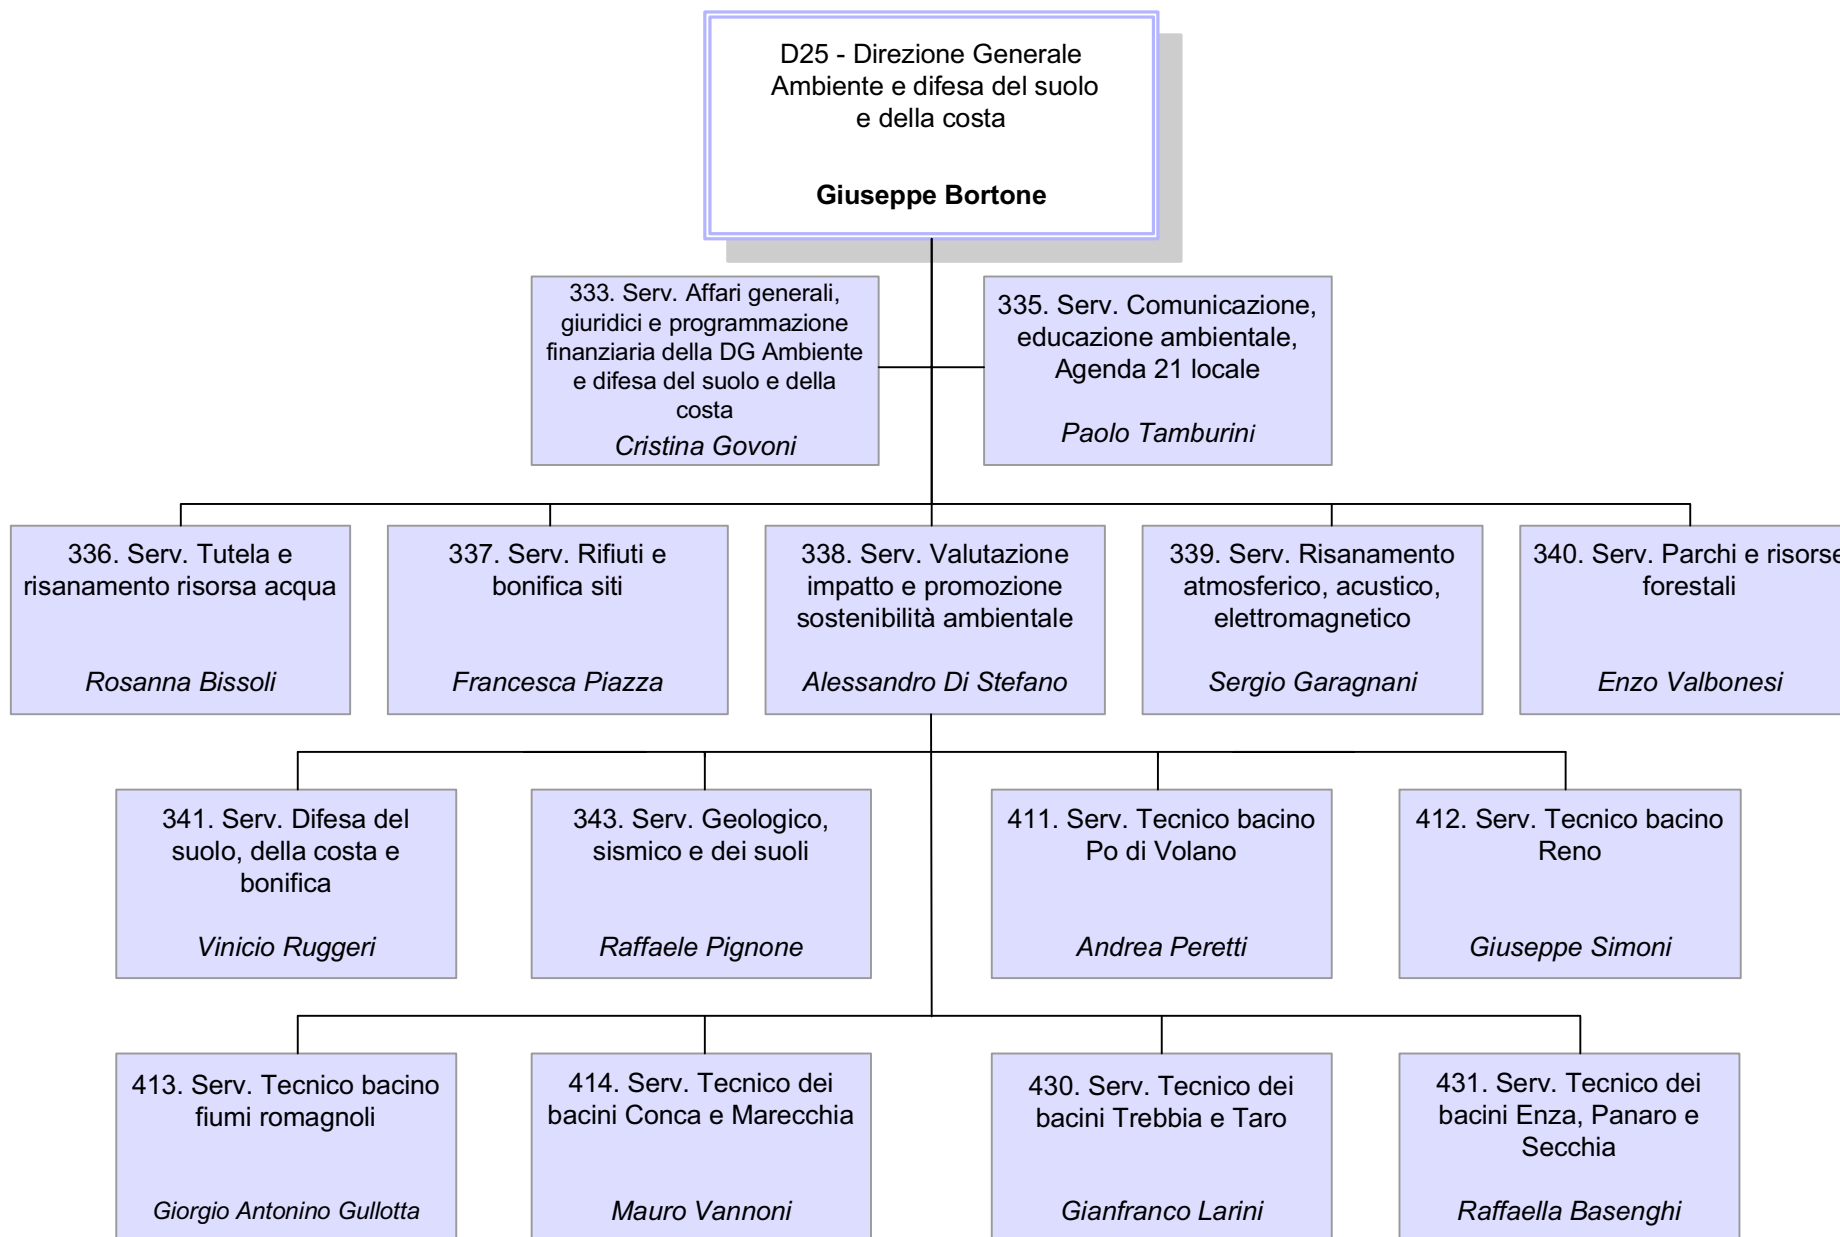 D25 - Direzione Generale
Ambiente e difesa del suolo
e della costa
Giuseppe Bortone
333. Serv. Affari generali,
giuridici e programmazione
finanziaria della DG Ambiente
e difesa del suolo e della
costa
Cristina Govoni
335. Serv. Comunicazione,
educazione ambientale,
Agenda 21 locale
Paolo Tamburini
336. Serv. Tutela e
risanamento risorsa acqua
Rosanna Bissoli
337. Serv. Rifiuti e
bonifica siti
Francesca Piazza
338. Serv. Valutazione
impatto e promozione
sostenibilità ambientale
Alessandro Di Stefano
339. Serv. Risanamento
atmosferico, acustico,
elettromagnetico
Sergio Garagnani
340. Serv. Parchi e risorse
forestali
Enzo Valbonesi
341. Serv. Difesa del
suolo, della costa e
bonifica
Vinicio Ruggeri
343. Serv. Geologico,
sismico e dei suoli
Raffaele Pignone
411. Serv. Tecnico bacino
Po di Volano
Andrea Peretti
412. Serv. Tecnico bacino
Reno
Giuseppe Simoni
413. Serv. Tecnico bacino
fiumi romagnoli
Giorgio Antonino Gullotta
414. Serv. Tecnico dei
bacini Conca e Marecchia
Mauro Vannoni
430. Serv. Tecnico dei
bacini Trebbia e Taro
Gianfranco Larini
431. Serv. Tecnico dei
bacini Enza, Panaro e
Secchia
Raffaella Basenghi